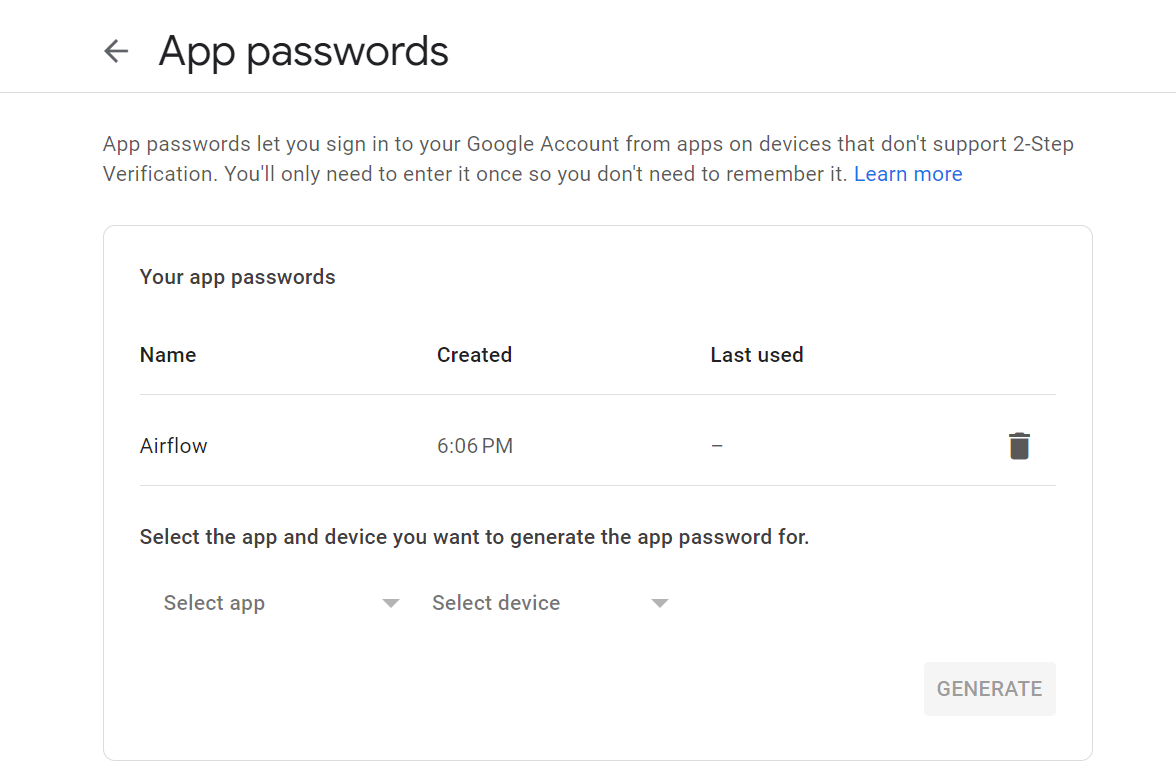 App passwords
App passwords let you sign in to your Google Account from apps on devices that don't support 2-Step
Verification. You'll only need to enter it once so you don't need to remember it. Learn more
Your app passwords
Name Created Last used
Airflow 6:06 PM –
Select the app and device you want to generate the app password for.
Select app Select device
GENERATE